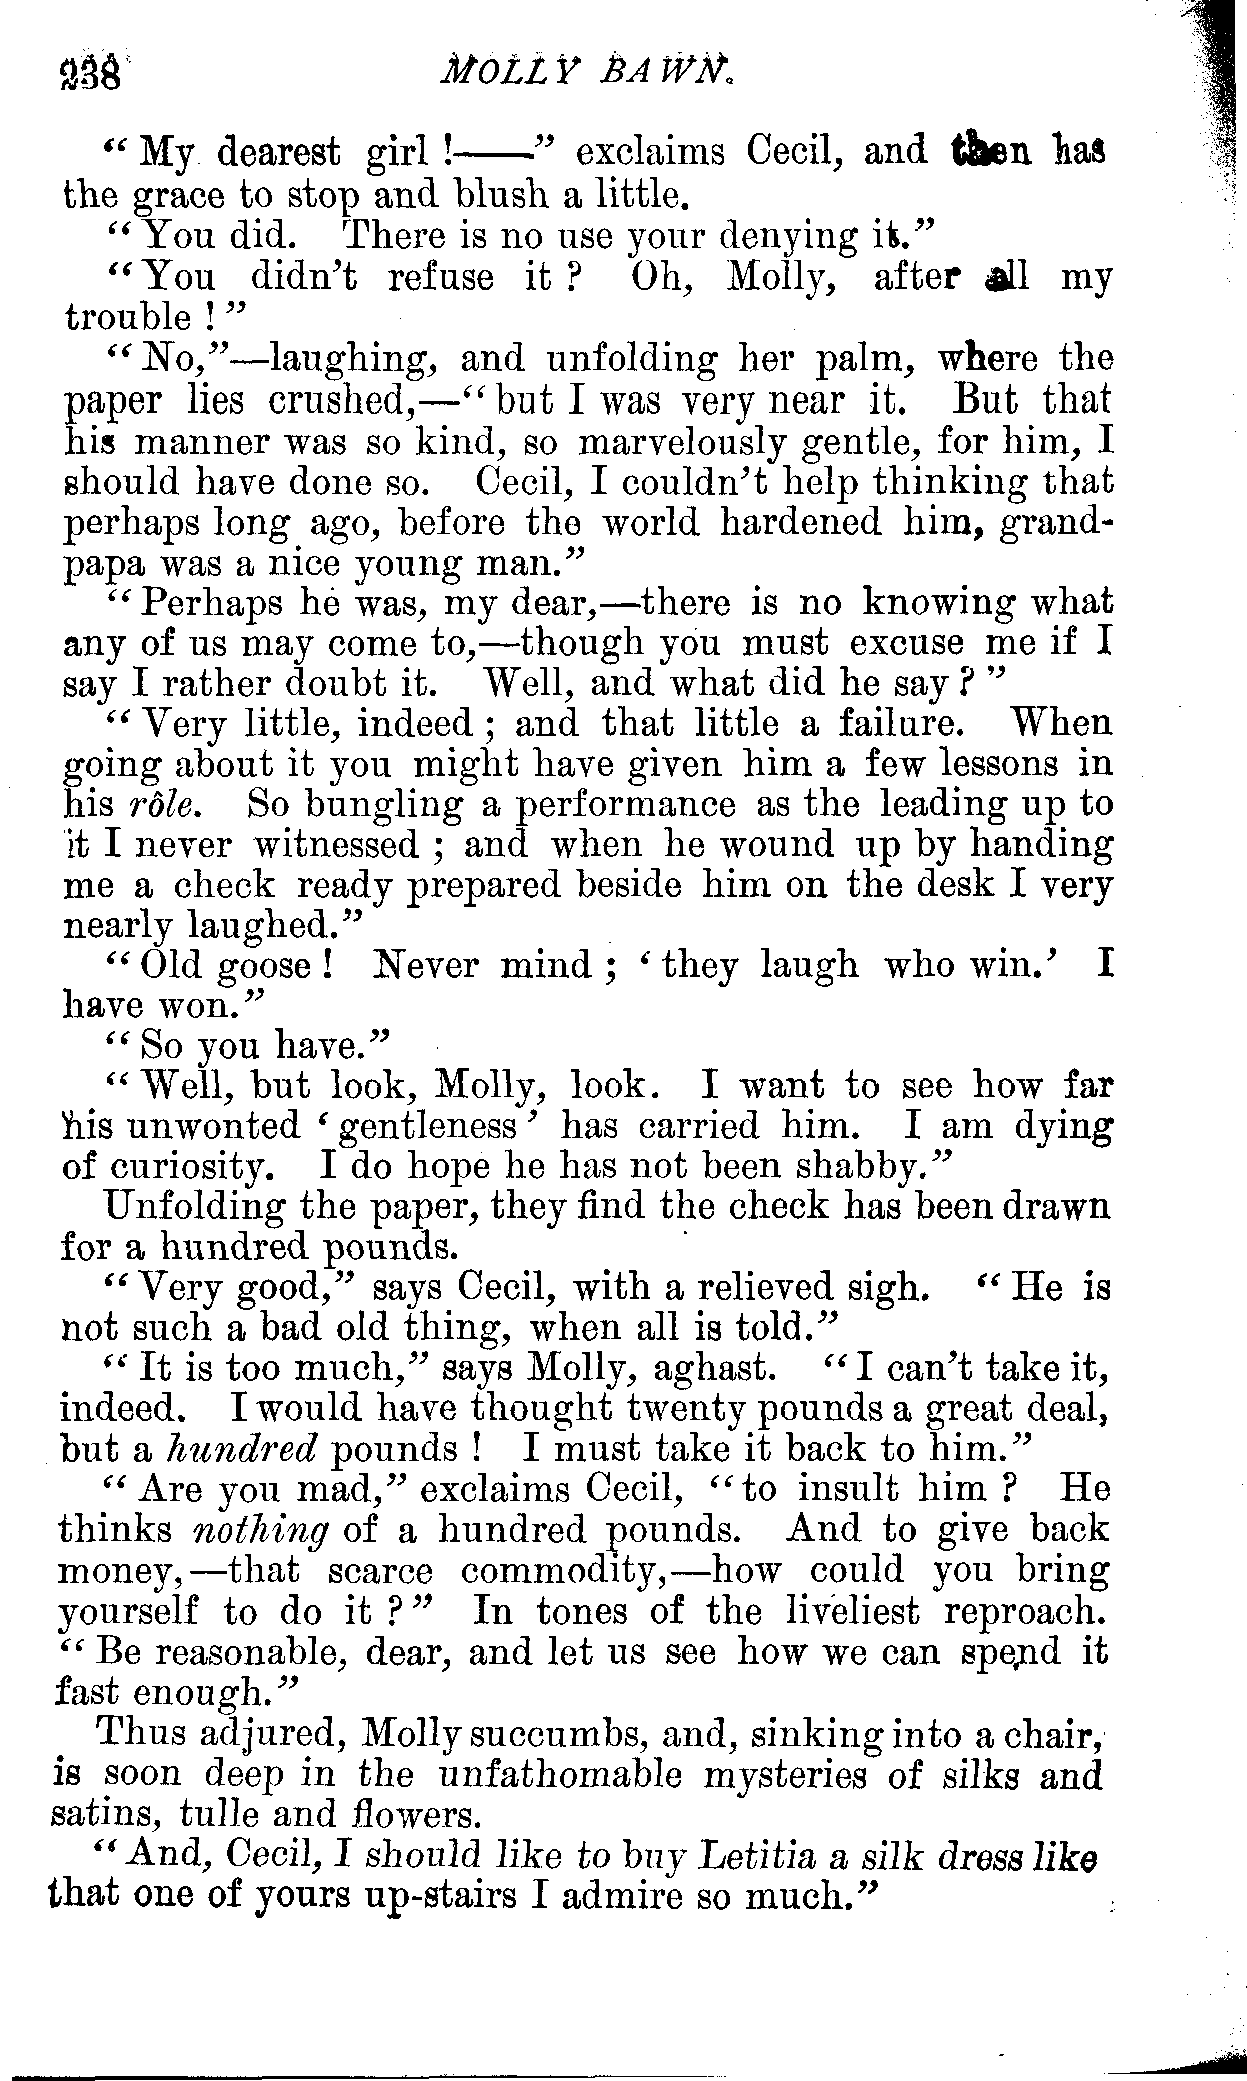 238 MOLLY BAWN.
“My dearest girl!——” exclaims Cecil, and then has
the grace to stop and blush a little.
“You did. There is no use your denying it.”
“You didn’t refuse it? Oh, Molly, after all my
trouble!”
“No,”—laughing, and unfolding her palm, where the
paper lies crushed,—“but I was very near it. But that
his manner was so kind, so marvelously gentle, for him, I
should have done so. Cecil, I couldn’t help thinking that
perhaps long ago, before the world hardened him, grand-
papa was a nice young man.”
“Perhaps he was, my dear,—there is no knowing what
any of us may come to,—though you must excuse me if I
say I rather doubt it. Well, and what did he say?”
“Very little, indeed; and that little a failure. When
going about it you might have given him a few lessons in
his rôle. So bungling a performance as the leading up to
it I never witnessed; and when he wound up by handing
me a check ready prepared beside him on the desk I very
nearly laughed.”
“Old goose! Never mind; ‘they laugh who win.’ I
have won.”
“So you have.”
“Well, but look, Molly, look. I want to see how far
his unwonted ‘gentleness’ has carried him. I am dying
of curiosity. I do hope he has not been shabby.”
Unfolding the paper, they find the check has been drawn
for a hundred pounds.
“Very good,” says Cecil, with a relieved sigh. “He is
not such a bad old thing, when all is told.”
“It is too much,” says Molly, aghast. “I can’t take it,
indeed. I would have thought twenty pounds a great deal,
but a hundred pounds! I must take it back to him.”
“Are you mad,” exclaims Cecil, “to insult him? He
thinks nothing of a hundred pounds. And to give back
money,—that scarce commodity,—how could you bring
yourself to do it?” In tones of the liveliest reproach.
“Be reasonable, dear, and let us see how we can spend it
fast enough.”
Thus adjured, Molly succumbs, and, sinking into a chair,
is soon deep in the unfathomable mysteries of silks and
satins, tulle and flowers.
“And, Cecil, I should like to buy Letitia a silk dress like
that one of yours up-stairs I admire so much.”